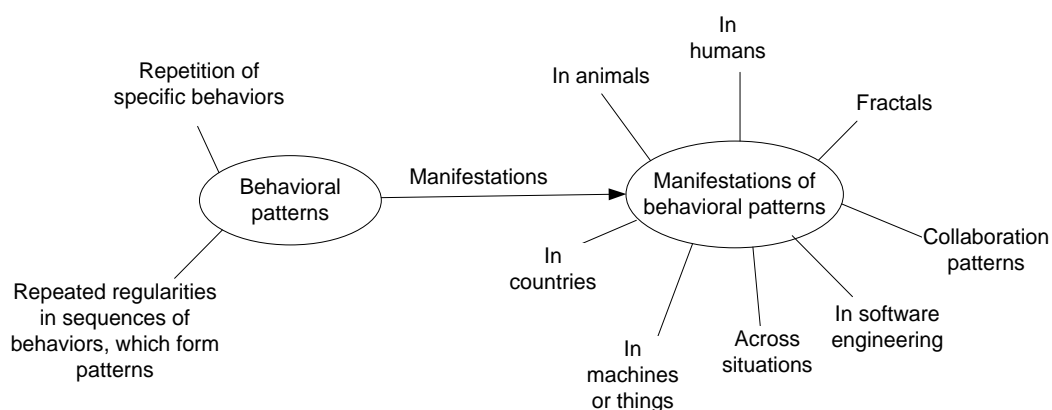 Repetition of
specific behaviors
Behavioral
patterns
Repeated regularities
in sequences of
behaviors, which form
patterns
Manifestations
In
humans
In animals
Fractals
Manifestations of
behavioral patterns
Collaboration
patterns
In
countries
In software
engineering
Across
situations
In
machines
or things